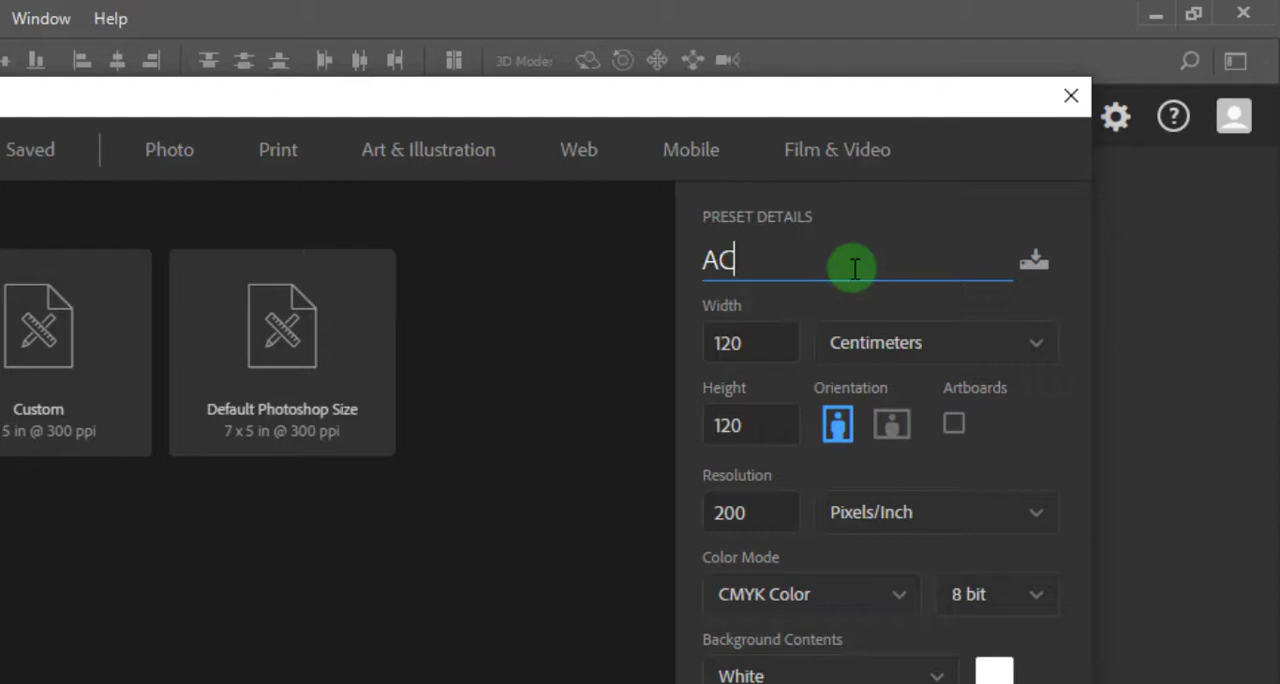 Window Help
3D Mode:
Saved Photo Print Art & Illustration Web Mobile Film & Video
PRESET DETAILS
AC
Width
120 Centimeters
Height Orientation Artboards
120
Resolution
200 Pixels/Inch
Color Mode
CMYK Color 8 bit
Background Contents
White
Custom
5 in @ 300 ppi
Default Photoshop Size
7 x 5 in @ 300 ppi